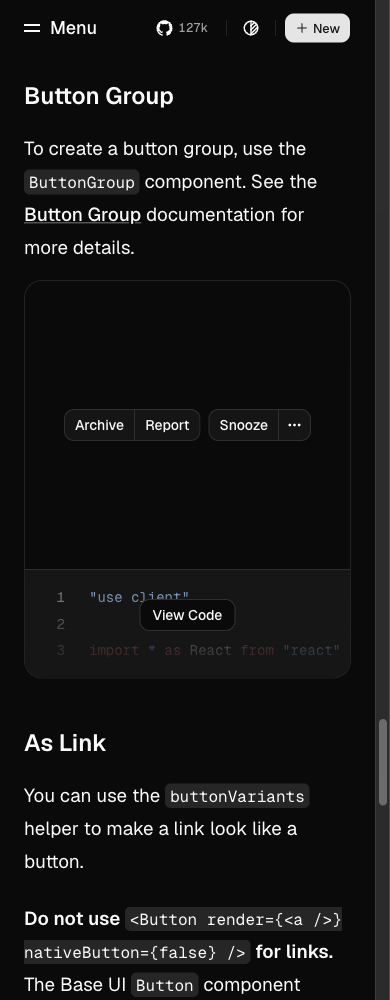 Menu 127k + New
Button Group
To create a button group, use the
ButtonGroup component. See the
Button Group documentation for
more details.
Archive Report Snooze ···
1 "use client"
2
View Code
3 import * as React from "react"
As Link
You can use the buttonVariants
helper to make a link look like a
button.
Do not use <Button render={<a />}
nativeButton={false} /> for links.
The Base UI Button component